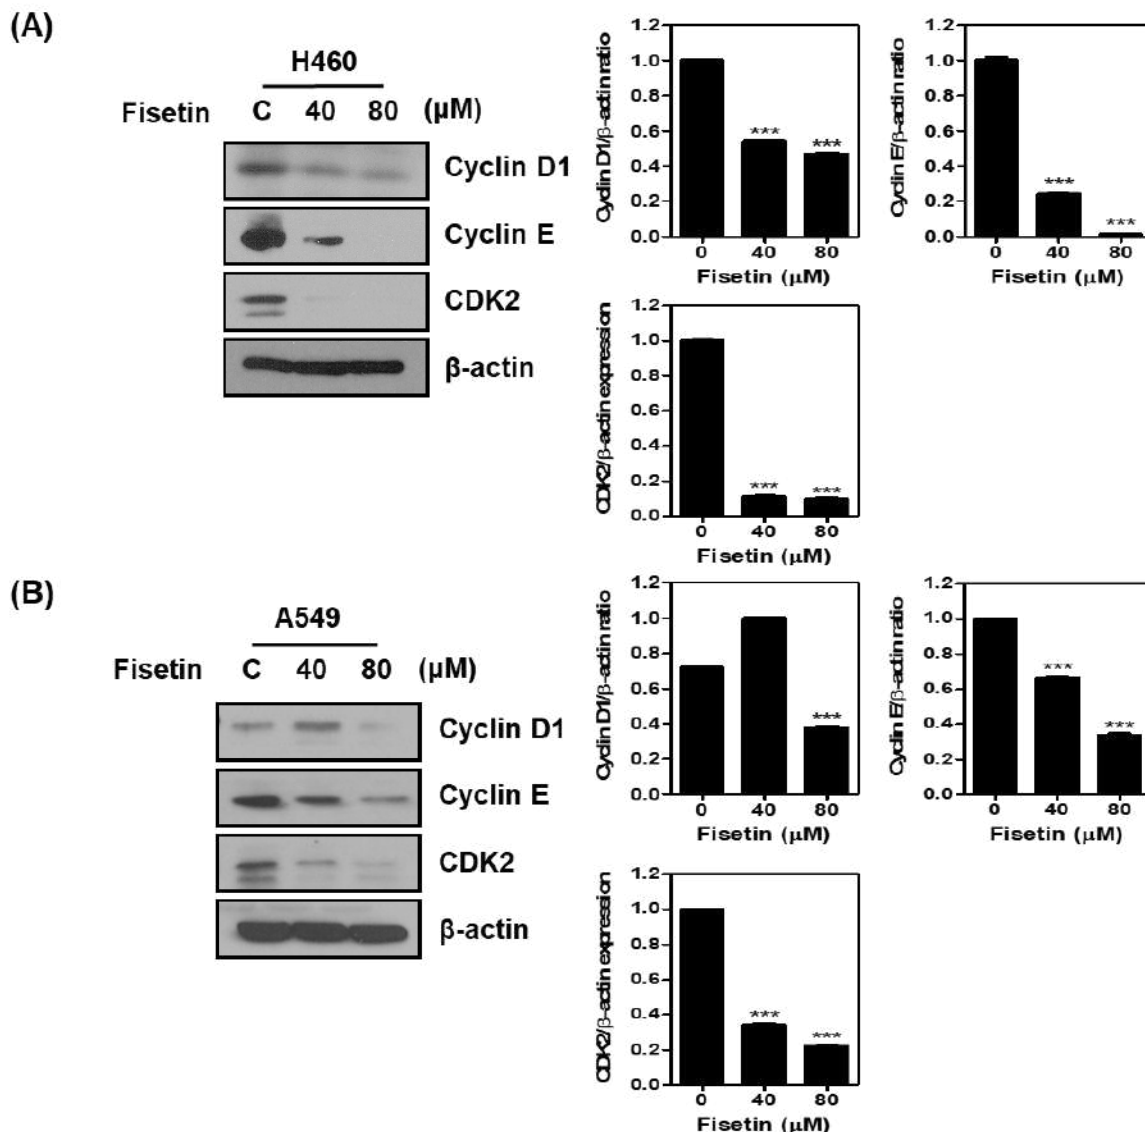 (A)
H460
Fisetin C 40 80 (µM)
Cyclin D1
Cyclin E
CDK2
β-actin
Cyclin D1/β-actin ratio
1.2
1.0
0.8
0.6
0.4
0.2
0.0
*** ***
0 40 80
Fisetin (µM)
Cyclin E/β-actin ratio
1.2
1.0
0.8
0.6
0.4
0.2
0.0
***
***
0 40 80
Fisetin (µM)
CDK2/β-actin expression
1.2
1.0
0.8
0.6
0.4
0.2
0.0
*** ***
0 40 80
Fisetin (µM)
(B)
A549
Fisetin C 40 80 (µM)
Cyclin D1
Cyclin E
CDK2
β-actin
Cyclin D1/β-actin ratio
1.2
1.0
0.8
0.6
0.4
0.2
0.0
***
0 40 80
Fisetin (µM)
Cyclin E/β-actin ratio
1.2
1.0
0.8
0.6
0.4
0.2
0.0
***
***
0 40 80
Fisetin (µM)
CDK2/β-actin expression
1.2
1.0
0.8
0.6
0.4
0.2
0.0
***
***
0 40 80
Fisetin (µM)